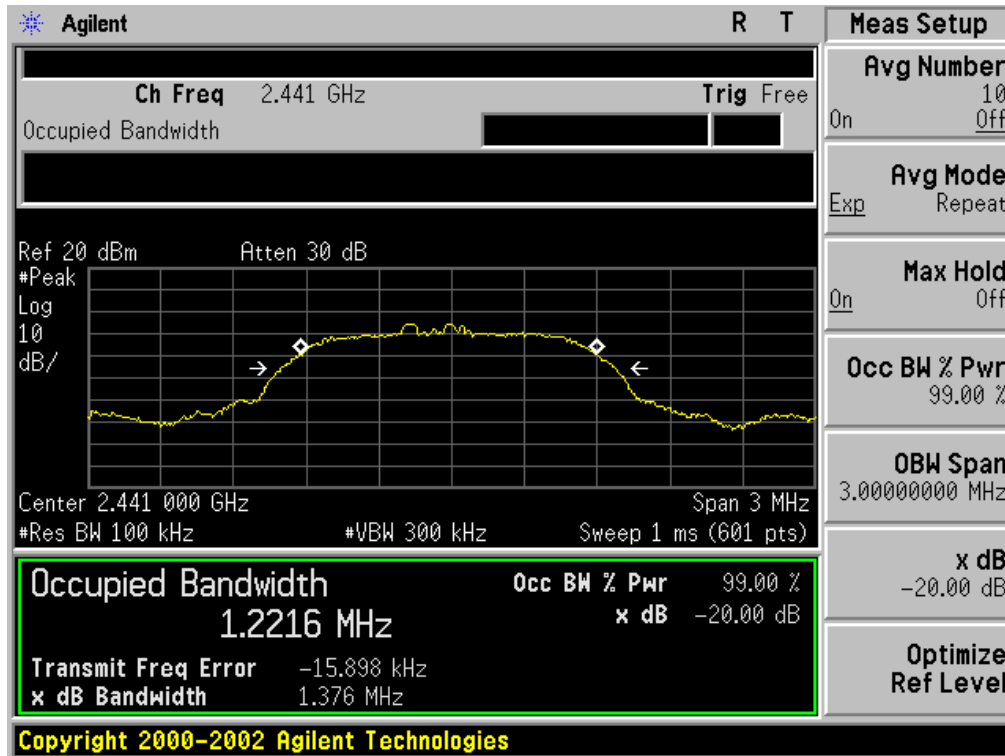 Agilent R T
Ch Freq 2.441 GHz Trig Free
Occupied Bandwidth
Ref 20 dBm Atten 30 dB
#Peak
Log
10
dB/
Center 2.441 000 GHz Span 3 MHz
#Res BW 100 kHz #VBW 300 kHz Sweep 1 ms (601 pts)
Occupied Bandwidth Occ BW % Pwr 99.00 %
1.2216 MHz x dB -20.00 dB
Transmit Freq Error -15.898 kHz
x dB Bandwidth 1.376 MHz
Copyright 2000-2002 Agilent Technologies
Meas Setup
Avg Number
10
On Off
Avg Mode
Exp Repeat
Max Hold
On Off
Occ BW % Pwr
99.00 %
OBW Span
3.00000000 MHz
x dB
-20.00 dB
Optimize
Ref Level